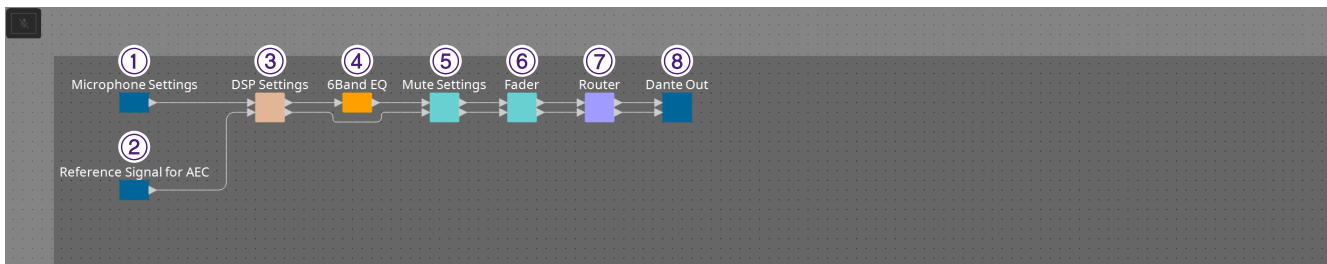 ① ③ ④ ⑤ ⑥ ⑦ ⑧
Microphone Settings DSP Settings 6Band EQ Mute Settings Fader Router Dante Out
②
Reference Signal for AEC